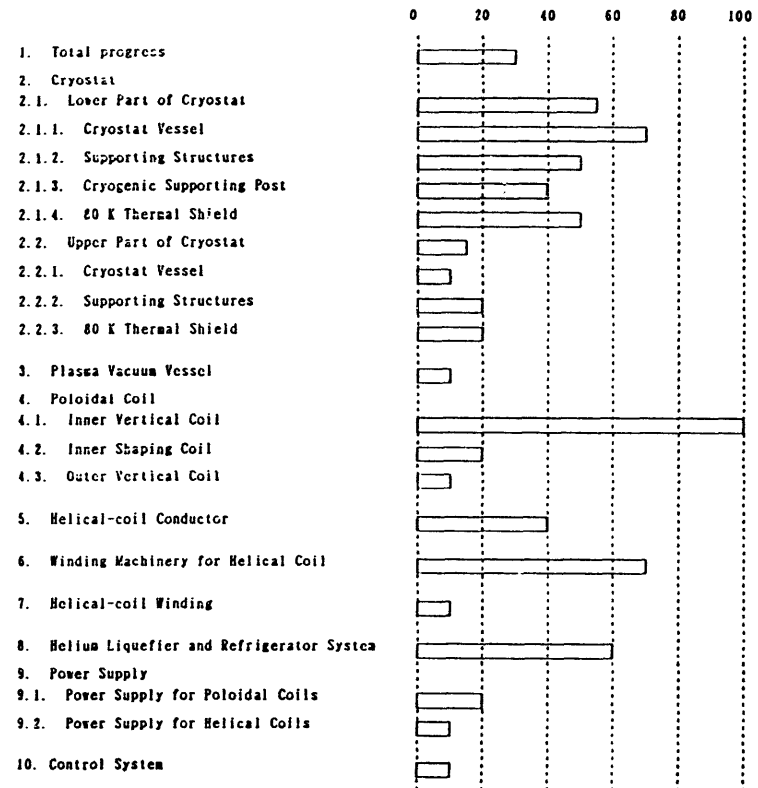 0 20 40 60 80 100
1. Total progress
2. Cryostat
2.1. Lower Part of Cryostat
2.1.1. Cryostat Vessel
2.1.2. Supporting Structures
2.1.3. Cryogenic Supporting Post
2.1.4. 80 K Thermal Shield
2.2. Upper Part of Cryostat
2.2.1. Cryostat Vessel
2.2.2. Supporting Structures
2.2.3. 80 K Thermal Shield
3. Plasma Vacuum Vessel
4. Poloidal Coil
4.1. Inner Vertical Coil
4.2. Inner Shaping Coil
4.3. Outer Vertical Coil
5. Helical-coil Conductor
6. Winding Machinery for Helical Coil
7. Helical-coil Winding
8. Helium Liquefier and Refrigerator System
9. Power Supply
9.1. Power Supply for Poloidal Coils
9.2. Power Supply for Helical Coils
10. Control System